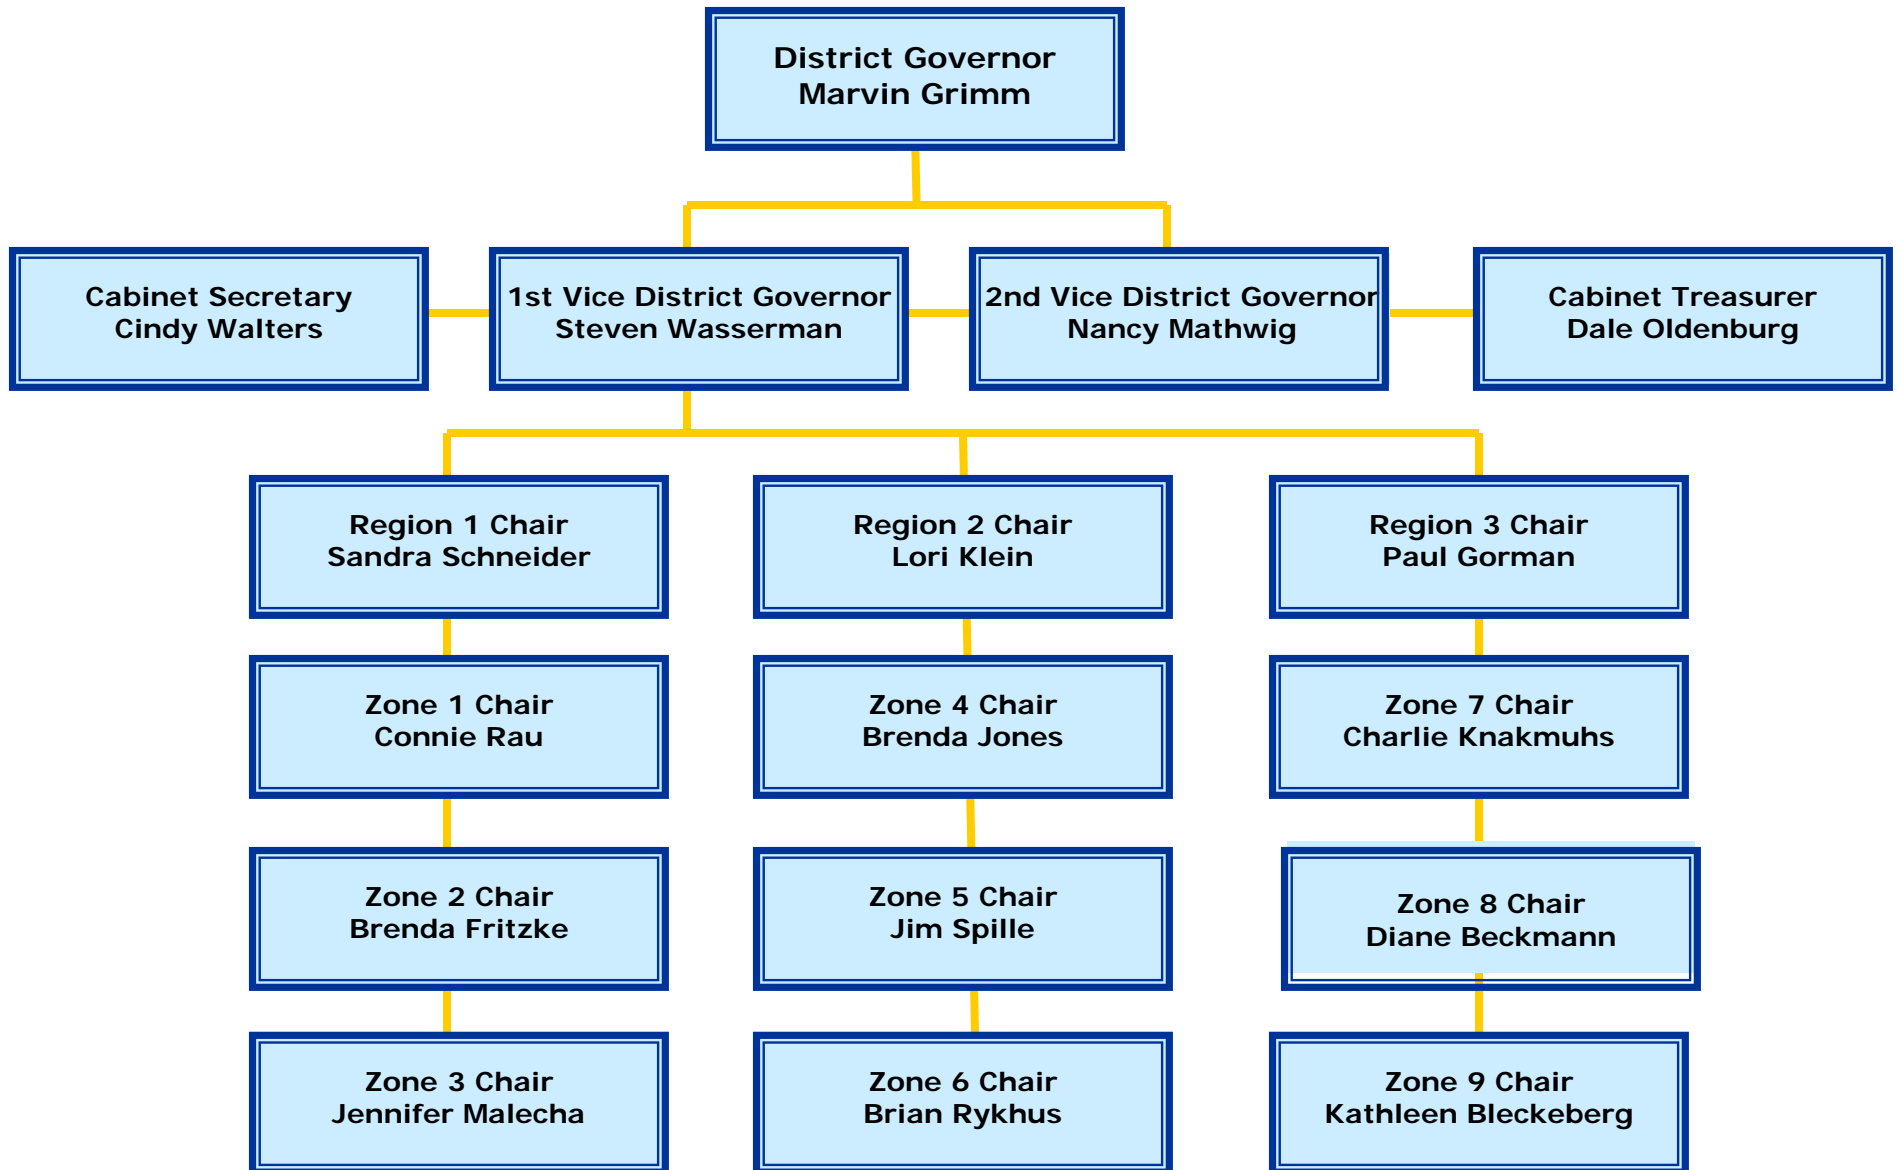 District Governor
Marvin Grimm
Cabinet Secretary
Cindy Walters
1st Vice District Governor
Steven Wasserman
2nd Vice District Governor
Nancy Mathwig
Cabinet Treasurer
Dale Oldenburg
Region 1 Chair
Sandra Schneider
Region 2 Chair
Lori Klein
Region 3 Chair
Paul Gorman
Zone 1 Chair
Connie Rau
Zone 4 Chair
Brenda Jones
Zone 7 Chair
Charlie Knakmuhs
Zone 2 Chair
Brenda Fritzke
Zone 5 Chair
Jim Spille
Zone 8 Chair
Diane Beckmann
Zone 3 Chair
Jennifer Malecha
Zone 6 Chair
Brian Rykhus
Zone 9 Chair
Kathleen Bleckeberg